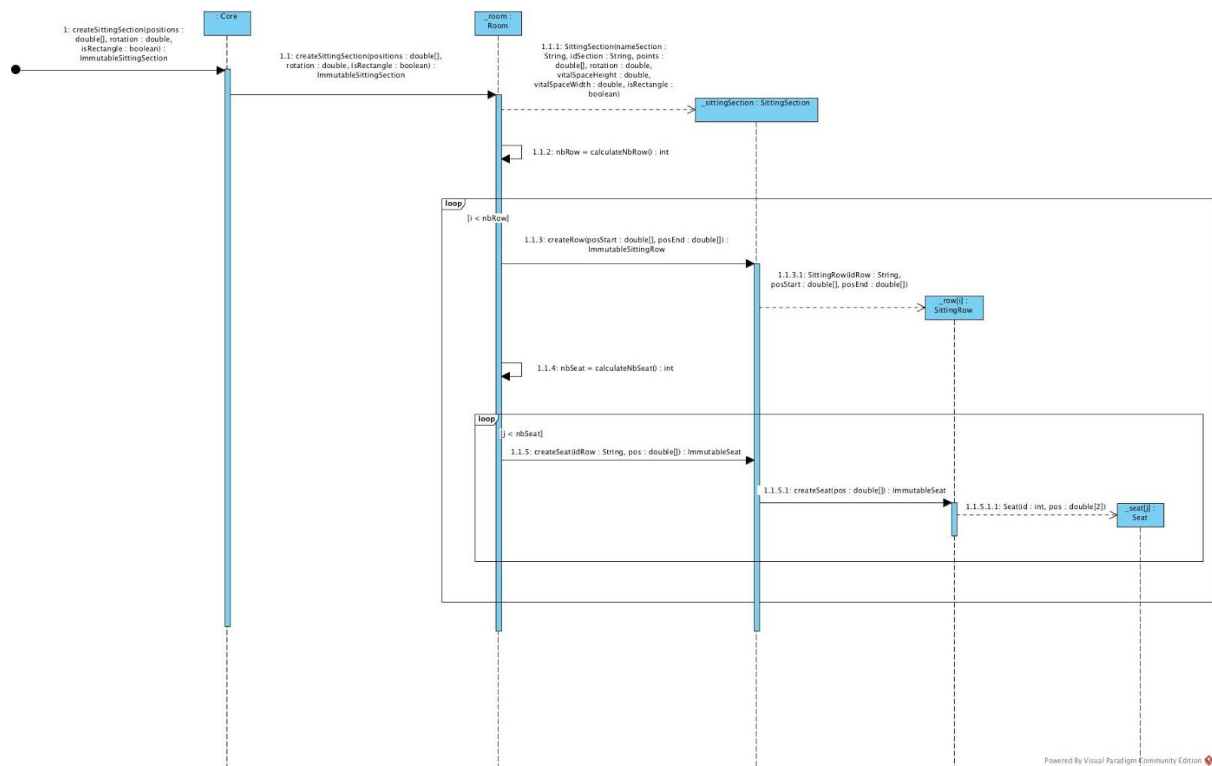 : Core
_room :
Room
1: createSittingSection(positions :
double[], rotation : double,
isRectangle : boolean) :
ImmutableSittingSection
1.1: createSittingSection(positions : double[],
rotation : double, isRectangle : boolean) :
ImmutableSittingSection
1.1.1: SittingSection(nameSection :
String, idSection : String, points :
double[], rotation : double,
vitalSpaceHeight : double,
vitalSpaceWidth : double, isRectangle :
boolean)
_sittingSection : SittingSection
1.1.2: nbRow = calculateNbRow() : int
loop
[i < nbRow]
1.1.3: createRow(posStart : double[], posEnd : double[]) :
ImmutableSittingRow
1.1.3.1: SittingRow(idRow : String,
posStart : double[], posEnd : double[])
_row[i] :
SittingRow
1.1.4: nbSeat = calculateNbSeat() : int
loop
[j < nbSeat]
1.1.5: createSeat(idRow : String, pos : double[]) : ImmutableSeat
1.1.5.1: createSeat(pos : double[]) : ImmutableSeat
1.1.5.1.1: Seat(id : int, pos : double[2])
_seat[j] :
Seat
Powered By Visual Paradigm Community Edition